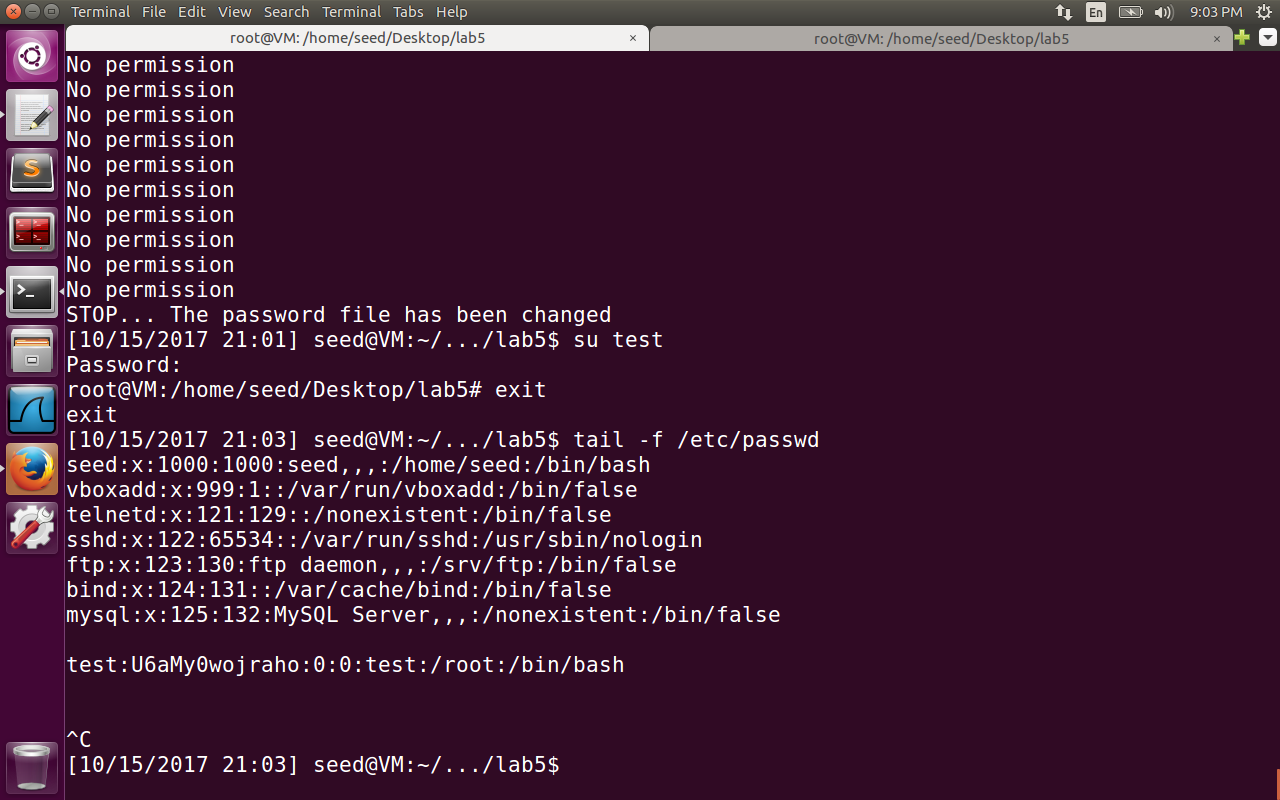 Terminal File Edit View Search Terminal Tabs Help En 9:03 PM
root@VM: /home/seed/Desktop/lab5 × root@VM: /home/seed/Desktop/lab5 ×
No permission
No permission
No permission
No permission
No permission
No permission
No permission
No permission
No permission
No permission
STOP... The password file has been changed
[10/15/2017 21:01] seed@VM:~/.../lab5$ su test
Password:
root@VM:/home/seed/Desktop/lab5# exit
exit
[10/15/2017 21:03] seed@VM:~/.../lab5$ tail -f /etc/passwd
seed:x:1000:1000:seed,,,:/home/seed:/bin/bash
vboxadd:x:999:1::/var/run/vboxadd:/bin/false
telnetd:x:121:129::/nonexistent:/bin/false
sshd:x:122:65534::/var/run/sshd:/usr/sbin/nologin
ftp:x:123:130:ftp daemon,,,:/srv/ftp:/bin/false
bind:x:124:131::/var/cache/bind:/bin/false
mysql:x:125:132:MySQL Server,,,:/nonexistent:/bin/false
test:U6aMy0wojraho:0:0:test:/root:/bin/bash
^C
[10/15/2017 21:03] seed@VM:~/.../lab5$